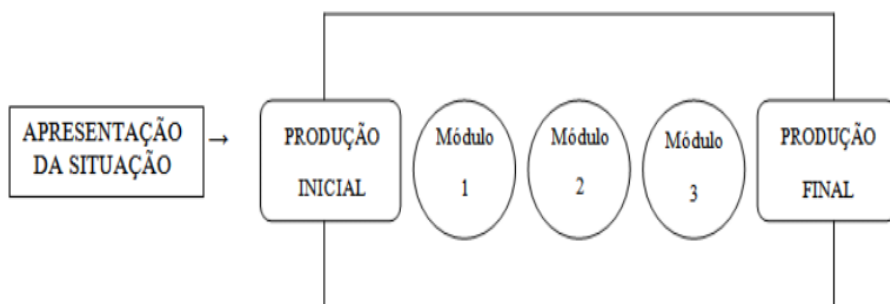 APRESENTAÇÃO
DA SITUAÇÃO
→
PRODUÇÃO
INICIAL
Módulo
1
Módulo
2
Módulo
3
PRODUÇÃO
FINAL